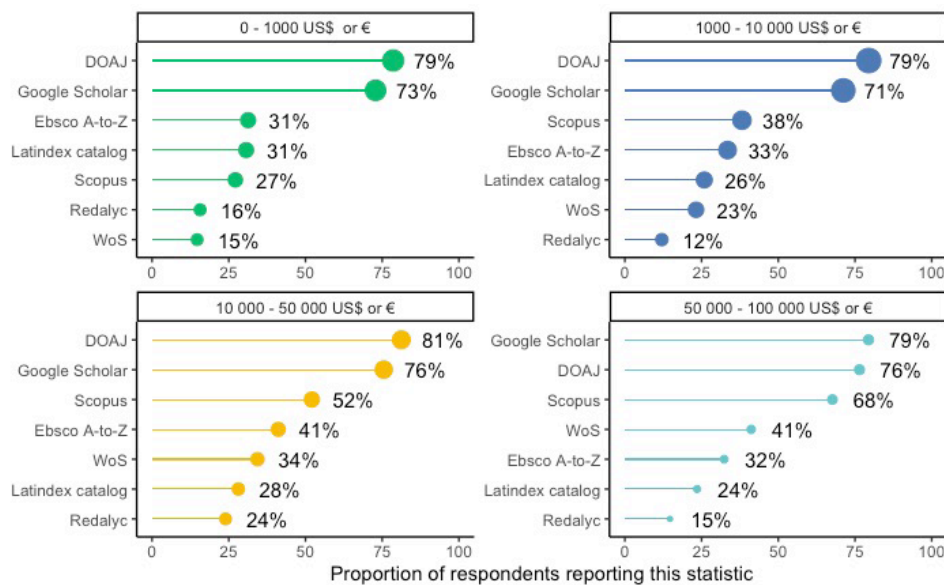 0 - 1000 US$ or €
DOAJ 79%
Google Scholar 73%
Ebsco A-to-Z 31%
Latindex catalog 31%
Scopus 27%
Redalyc 16%
WoS 15%
0 25 50 75 100
1000 - 10 000 US$ or €
DOAJ 79%
Google Scholar 71%
Scopus 38%
Ebsco A-to-Z 33%
Latindex catalog 26%
WoS 23%
Redalyc 12%
0 25 50 75 100
10 000 - 50 000 US$ or €
DOAJ 81%
Google Scholar 76%
Scopus 52%
Ebsco A-to-Z 41%
WoS 34%
Latindex catalog 28%
Redalyc 24%
0 25 50 75 100
50 000 - 100 000 US$ or €
Google Scholar 79%
DOAJ 76%
Scopus 68%
WoS 41%
Ebsco A-to-Z 32%
Latindex catalog 24%
Redalyc 15%
0 25 50 75 100
Proportion of respondents reporting this statistic